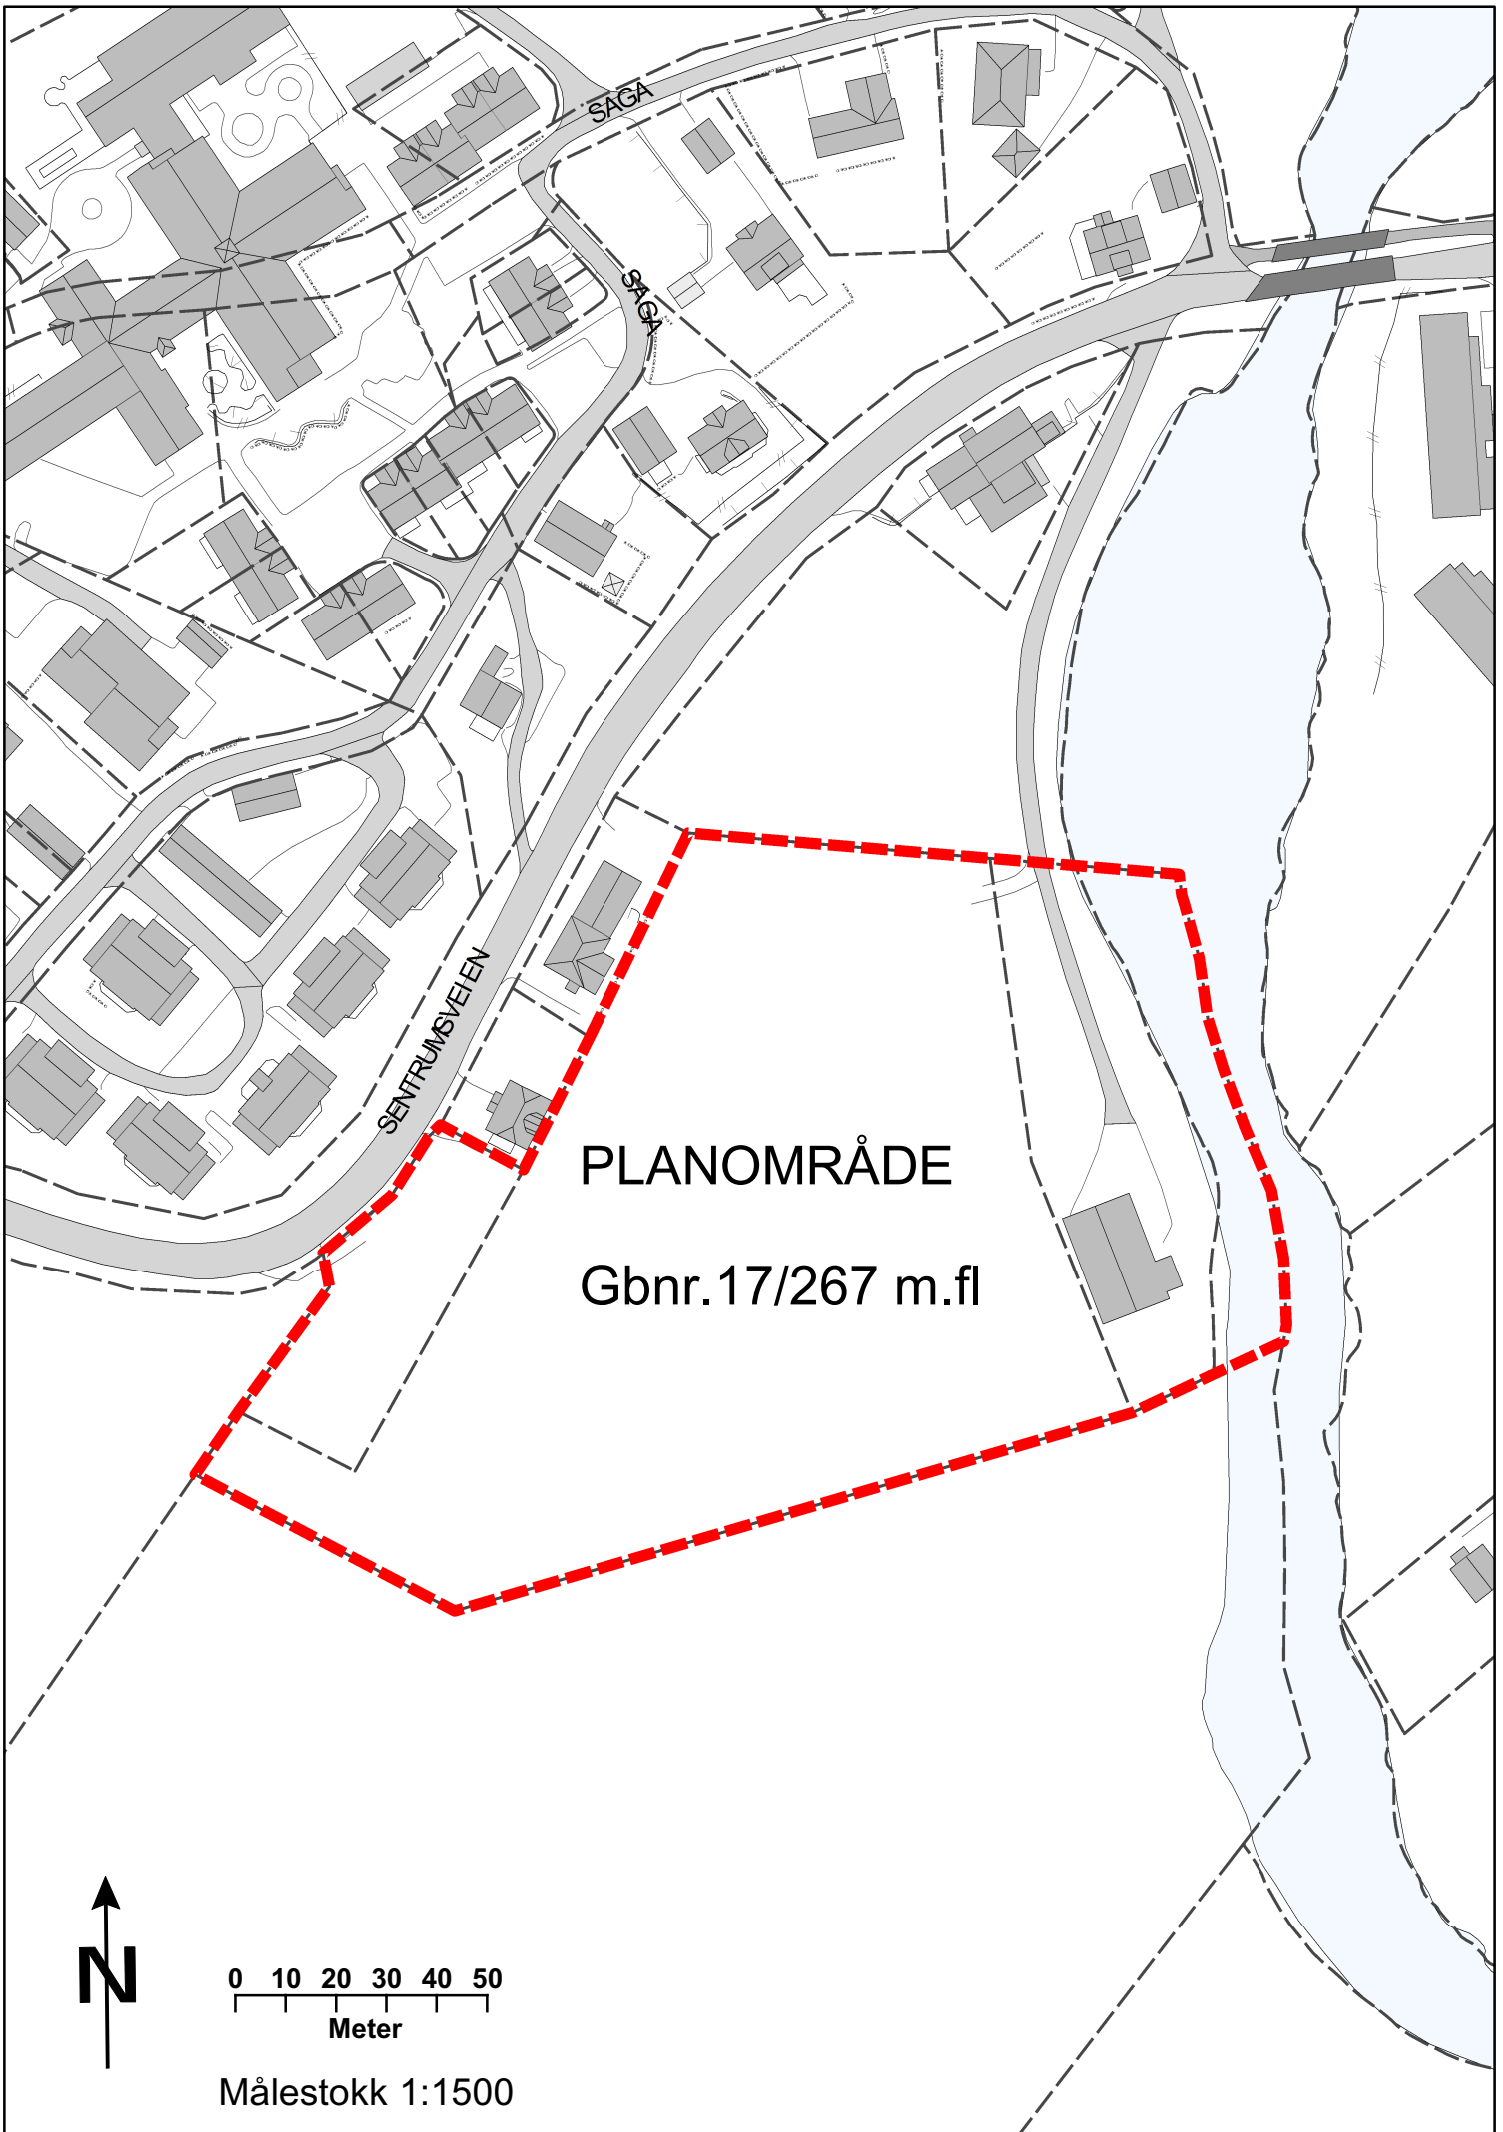 SAGA
SAGA
SENTRUMSVEIEN
PLANOMRÅDE
Gbnr.17/267 m.fl
N
0 10 20 30 40 50
Meter
Målestokk 1:1500